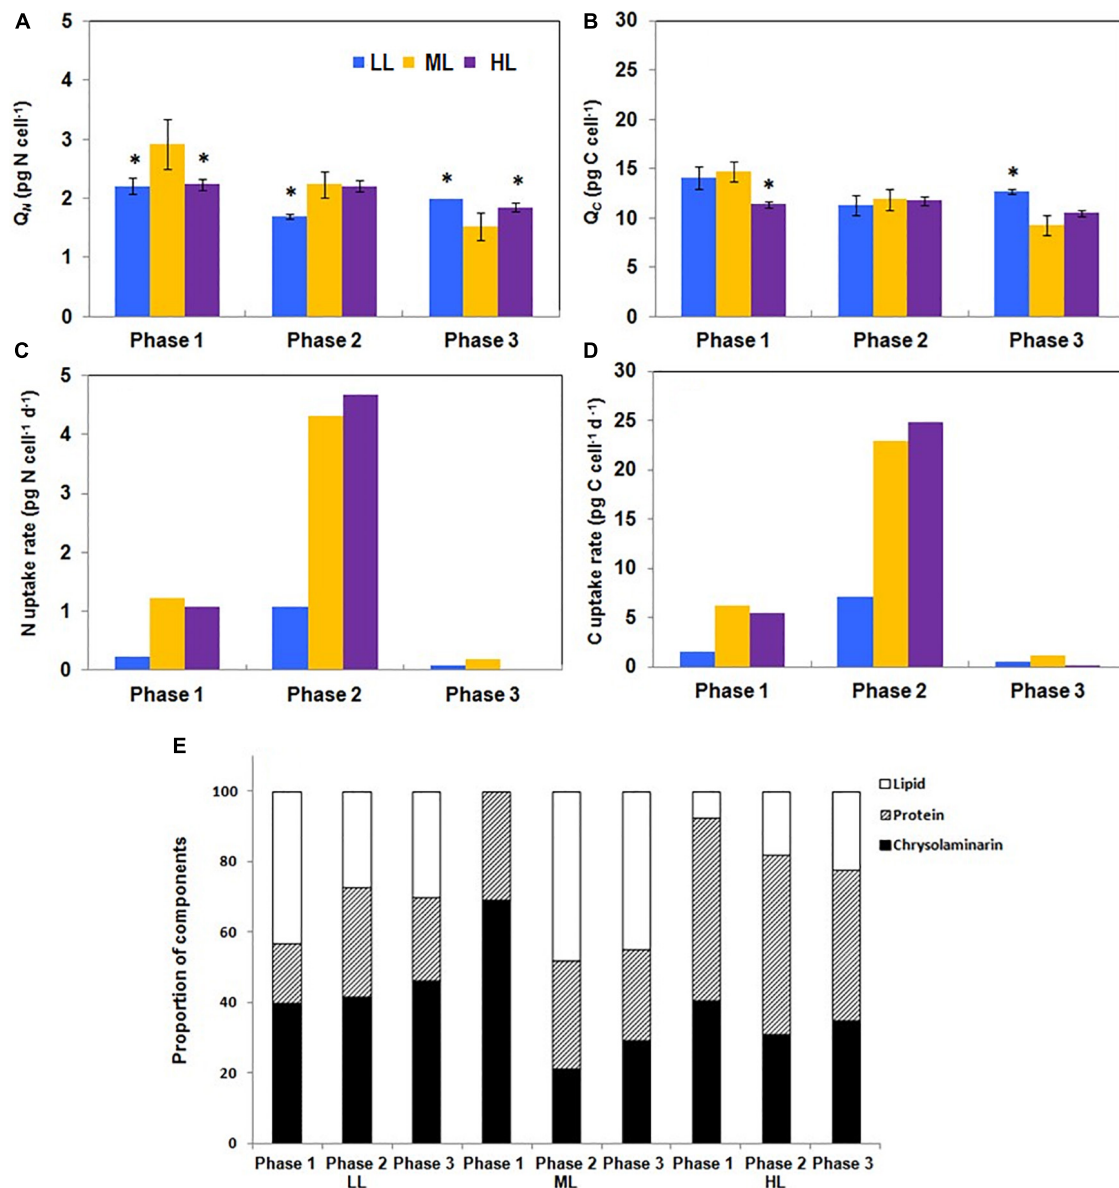 A
5
4
3
2
1
0
Q_N (pg N cell-1)
LL ML HL
* * * * *
Phase 1 Phase 2 Phase 3
B
30
25
20
15
10
5
0
Q_C (pg C cell-1)
* *
Phase 1 Phase 2 Phase 3
C
5
4
3
2
1
0
N uptake rate (pg N cell-1 d-1)
Phase 1 Phase 2 Phase 3
D
30
25
20
15
10
5
0
C uptake rate (pg C cell-1 d-1)
Phase 1 Phase 2 Phase 3
E
100
80
60
40
20
0
Proportion of components
Lipid
Protein
Chrysolaminarin
Phase 1 Phase 2 Phase 3 Phase 1 Phase 2 Phase 3 Phase 1 Phase 2 Phase 3
LL ML HL